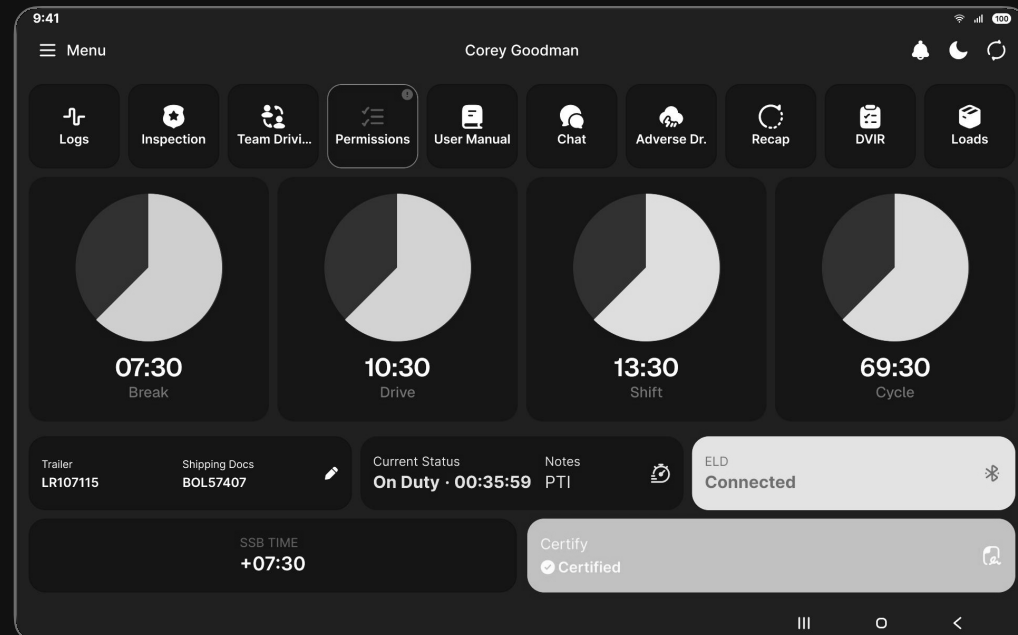 9:41
100
Menu
Corey Goodman
Logs
Inspection
Team Drivi...
Permissions
User Manual
Chat
Adverse Dr.
Recap
DVIR
Loads
07:30
Break
10:30
Drive
13:30
Shift
69:30
Cycle
Trailer
LR107115
Shipping Docs
BOL57407
Current Status
On Duty · 00:35:59
Notes
PTI
ELD
Connected
SSB TIME
+07:30
Certify
Certified